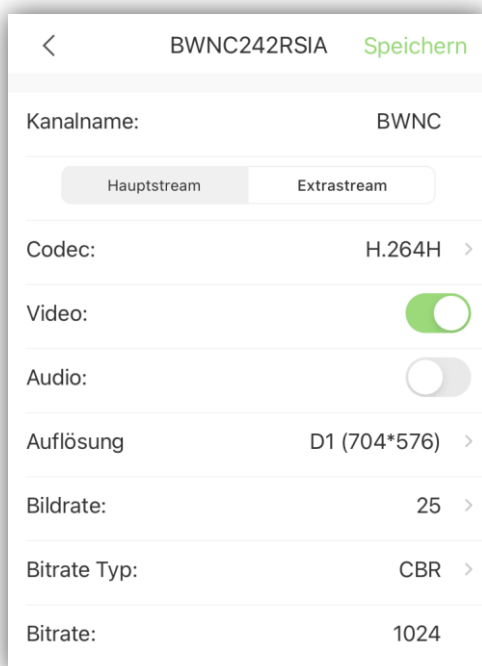 BWNC242RSIA Speichern
Kanalname: BWNC
Hauptstream Extrastream
Codec: H.264H
Video:
Audio:
Auflösung D1 (704*576)
Bildrate: 25
Bitrate Typ: CBR
Bitrate: 1024